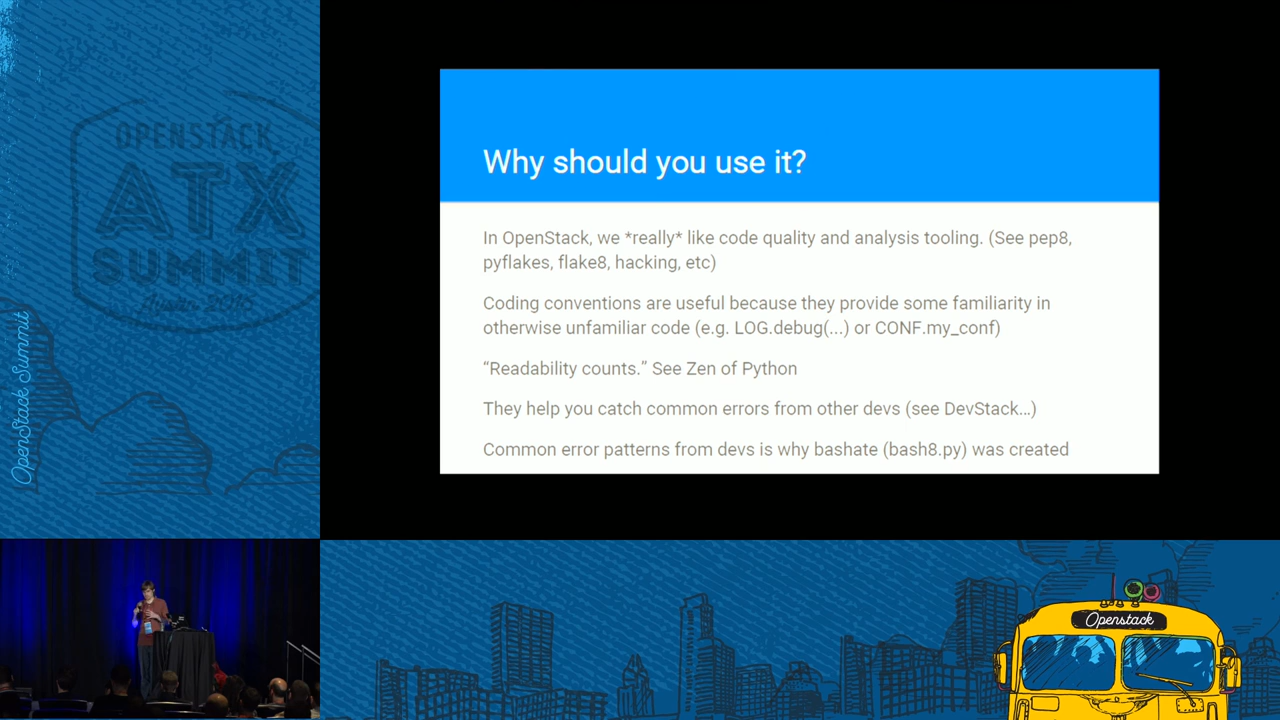 OPENSTACK
ATX
SUMMIT
Austin 2016
OpenStack Summit
Why should you use it?
In OpenStack, we *really* like code quality and analysis tooling. (See pep8,
pyflakes, flake8, hacking, etc)
Coding conventions are useful because they provide some familiarity in
otherwise unfamiliar code (e.g. LOG.debug(...) or CONF.my_conf)
“Readability counts.” See Zen of Python
They help you catch common errors from other devs (see DevStack...)
Common error patterns from devs is why bashate (bash8.py) was created
Openstack